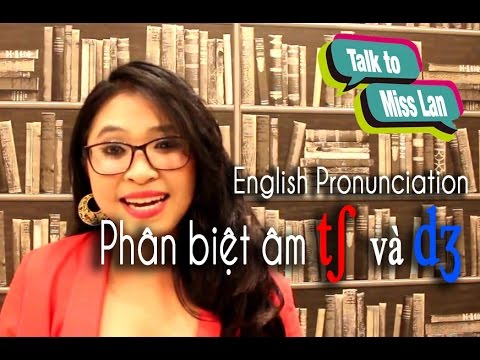 Talk to
Miss Lan
English Pronunciation
Phân biệt âm tʃ và dʒ